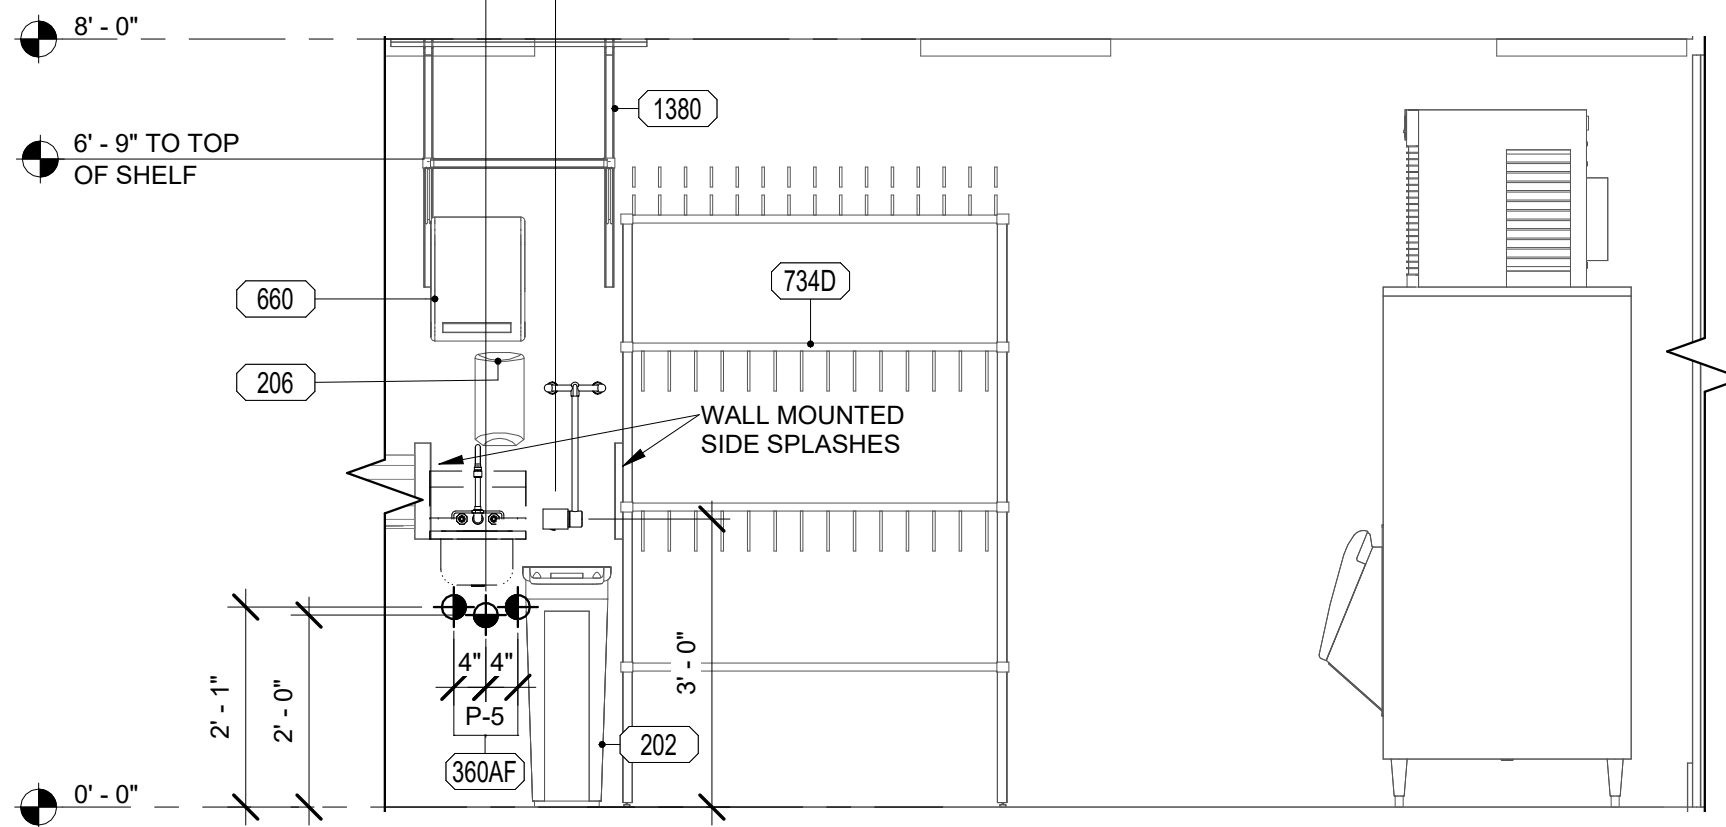 8' - 0"
1380
6' - 9" TO TOP
OF SHELF
734D
660
206
WALL MOUNTED
SIDE SPLASHES
4" 4"
3' - 0"
2' - 1"
2' - 0"
P-5
202
360AF
0' - 0"